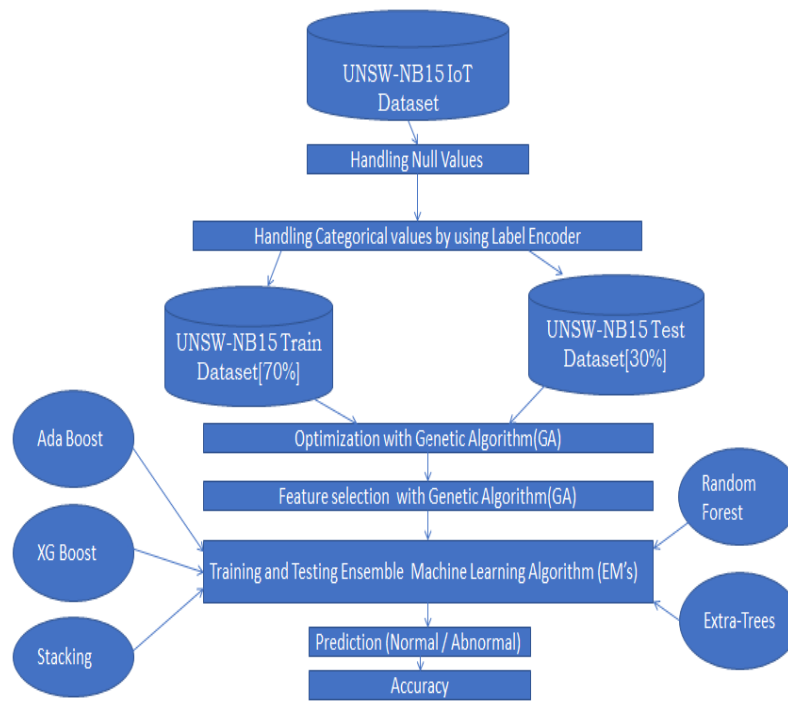 UNSW-NB15 IoT
Dataset
Handling Null Values
Handling Categorical values by using Label Encoder
UNSW-NB15 Train
Dataset[70%]
UNSW-NB15 Test
Dataset[30%]
Optimization with Genetic Algorithm(GA)
Feature selection with Genetic Algorithm(GA)
Ada Boost
XG Boost
Stacking
Random
Forest
Extra-Trees
Training and Testing Ensemble Machine Learning Algorithm (EM's)
Prediction (Normal / Abnormal)
Accuracy